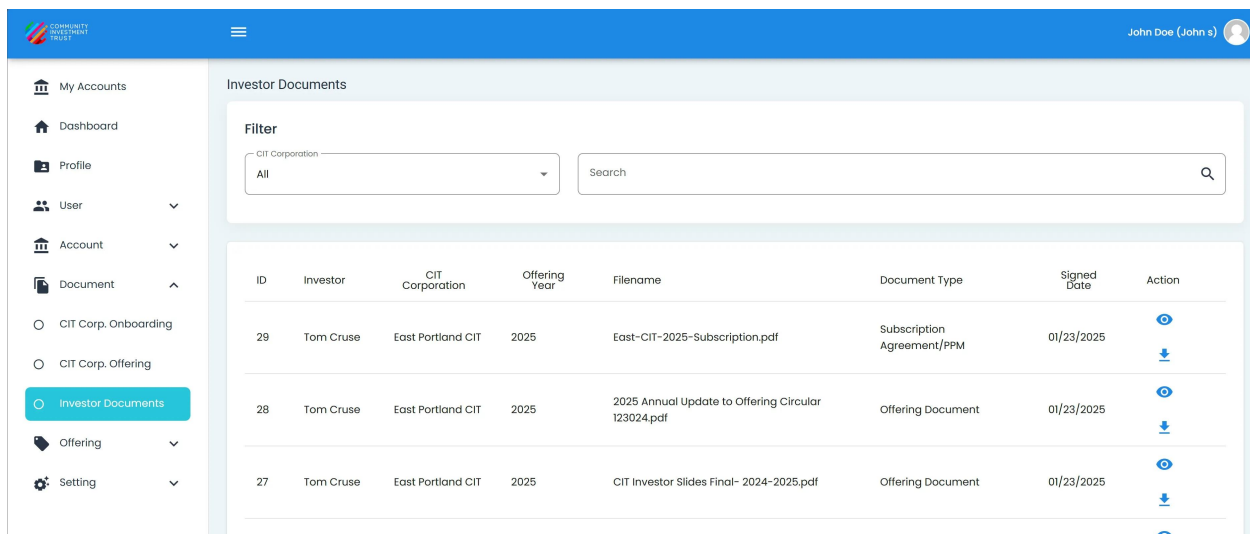 COMMUNITY
INVESTMENT
TRUST
John Doe (John s)
My Accounts
Dashboard
Profile
User
Account
Document
CIT Corp. Onboarding
CIT Corp. Offering
Investor Documents
Offering
Setting
Investor Documents
Filter
CIT Corporation
All
Search
ID Investor CIT Corporation Offering Year Filename Document Type Signed Date Action
29 Tom Cruse East Portland CIT 2025 East-CIT-2025-Subscription.pdf Subscription Agreement/PPM 01/23/2025
28 Tom Cruse East Portland CIT 2025 2025 Annual Update to Offering Circular 123024.pdf Offering Document 01/23/2025
27 Tom Cruse East Portland CIT 2025 CIT Investor Slides Final- 2024-2025.pdf Offering Document 01/23/2025